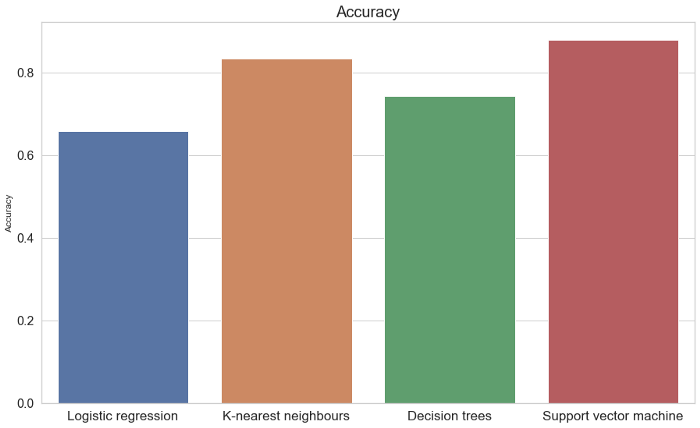 Accuracy
Accuracy
0.8
0.6
0.4
0.2
0.0
Logistic regression
K-nearest neighbours
Decision trees
Support vector machine